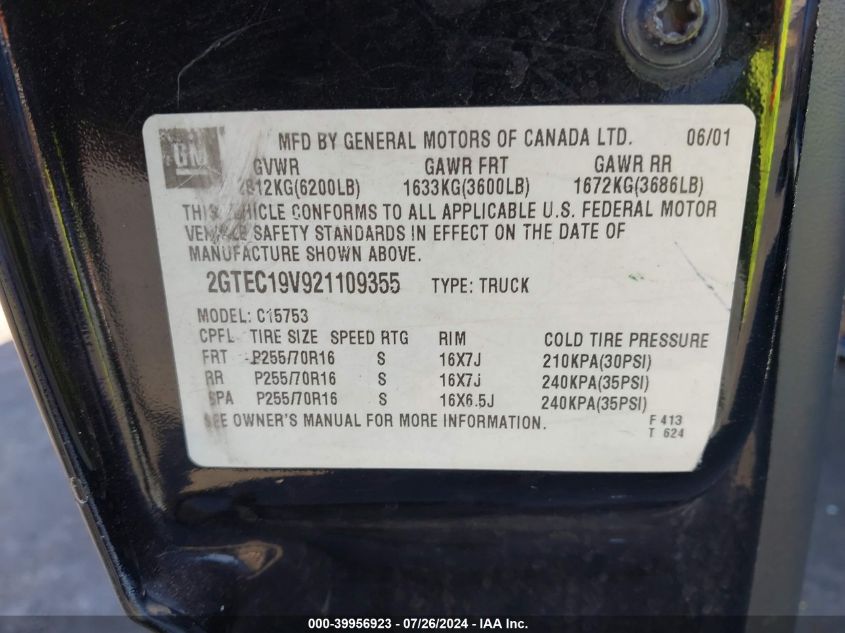 GM
MFD BY GENERAL MOTORS OF CANADA LTD. 06/01
GVWR GAWR FRT GAWR RR
2812KG(6200LB) 1633KG(3600LB) 1672KG(3686LB)
THIS VEHICLE CONFORMS TO ALL APPLICABLE U.S. FEDERAL MOTOR
VEHICLE SAFETY STANDARDS IN EFFECT ON THE DATE OF
MANUFACTURE SHOWN ABOVE.
2GTEC19V921109355 TYPE: TRUCK
MODEL: C15753
CPFL TIRE SIZE SPEED RTG RIM COLD TIRE PRESSURE
FRT P255/70R16 S 16X7J 210KPA(30PSI)
RR P255/70R16 S 16X7J 240KPA(35PSI)
SPA P255/70R16 S 16X6.5J 240KPA(35PSI)
SEE OWNER'S MANUAL FOR MORE INFORMATION.
F 413
T 624
000-39956923 / 07/26/2024 - IAA Inc.